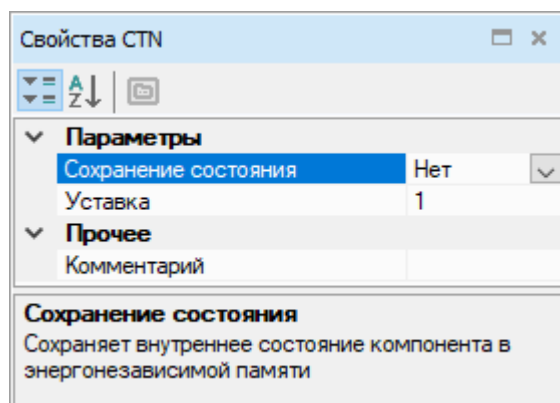 Свойства CTN
Параметры
Сохранение состояния Нет
Уставка 1
Прочее
Комментарий
Сохранение состояния
Сохраняет внутреннее состояние компонента в
энергонезависимой памяти